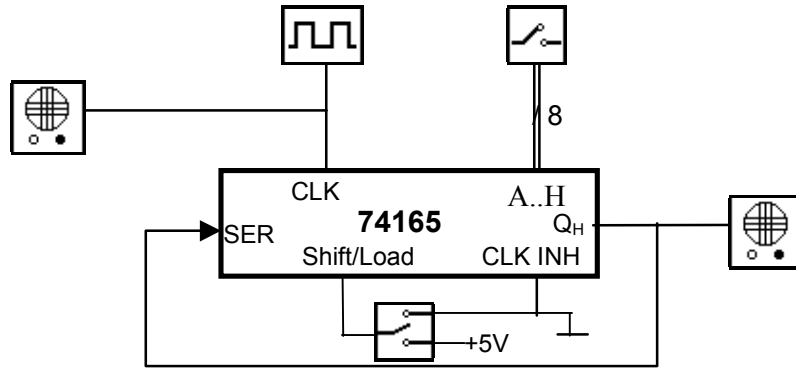 8
CLK
A..H
74165
QH
SER
Shift/Load
CLK INH
+5V